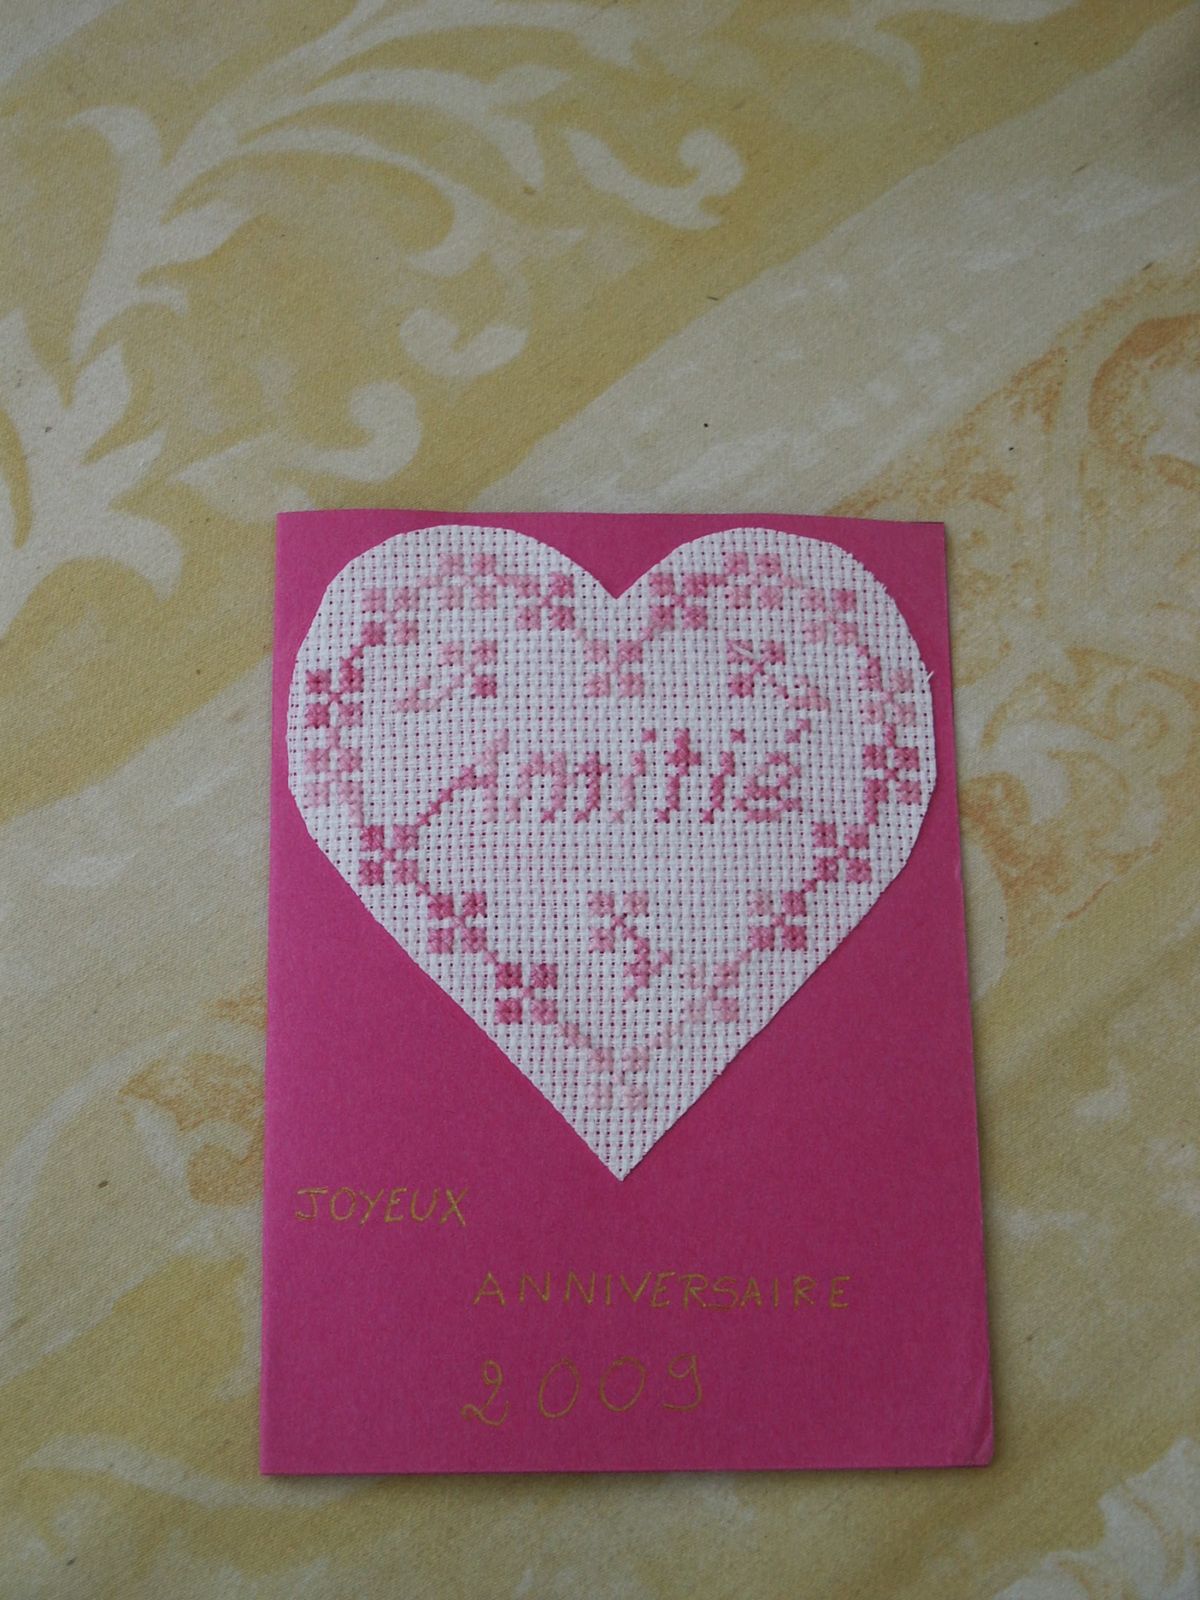 Amitié
JOYEUX
ANNIVERSAIRE
2009